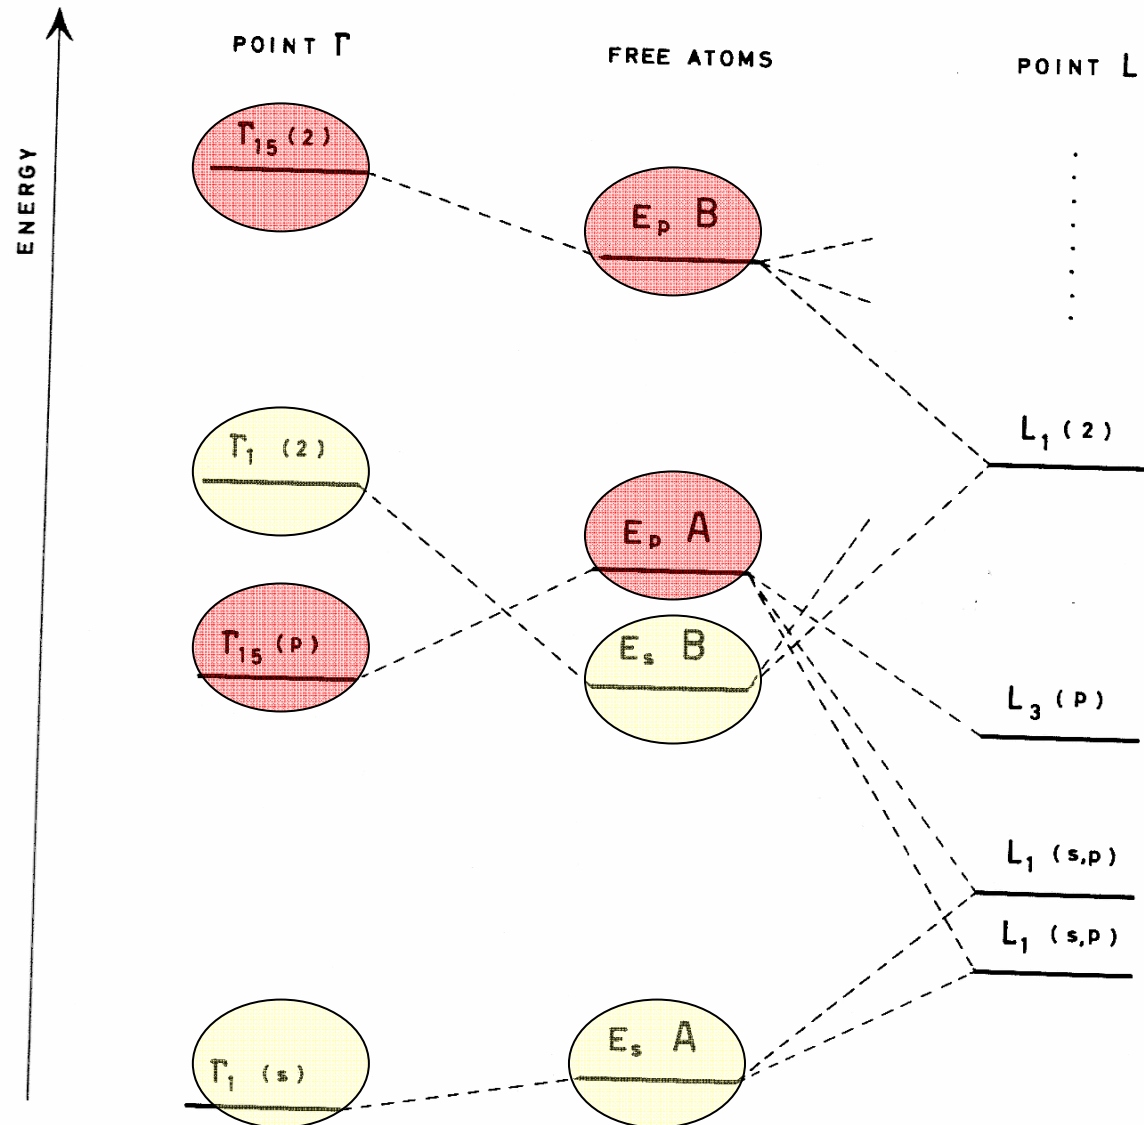 POINT Γ
FREE ATOMS
POINT L
ENERGY
Γ₁₅ (2)
Eₚ B
Γ₁ (2)
L₁ (2)
Eₚ A
Γ₁₅ (p)
Eₛ B
L₃ (p)
L₁ (s,p)
L₁ (s,p)
Eₛ A
Γ₁ (s)